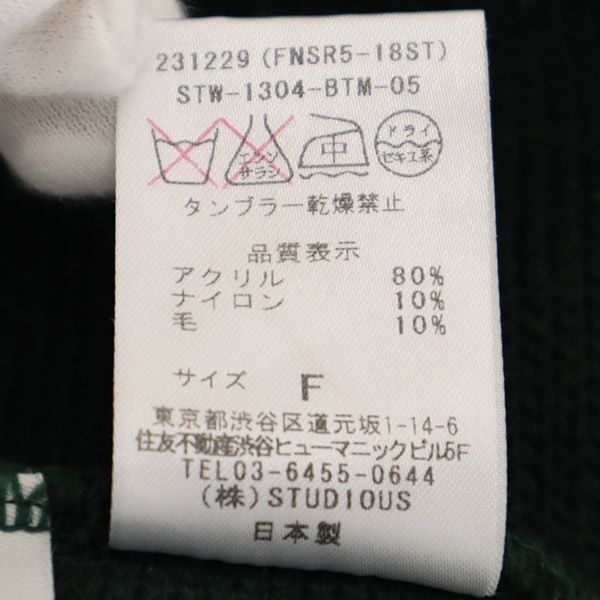 231229 (FNSR5-18ST)
STW-1304-BTM-05
エンソ
サラシ
中
ドライ
セキユ系
タンブラー乾燥禁止
品質表示
アクリル 80%
ナイロン 10%
毛 10%
サイズ F
東京都渋谷区道元坂1-14-6
住友不動産渋谷ヒューマニックビル5F
TEL03-6455-0644
(株) STUDIOUS
日本製